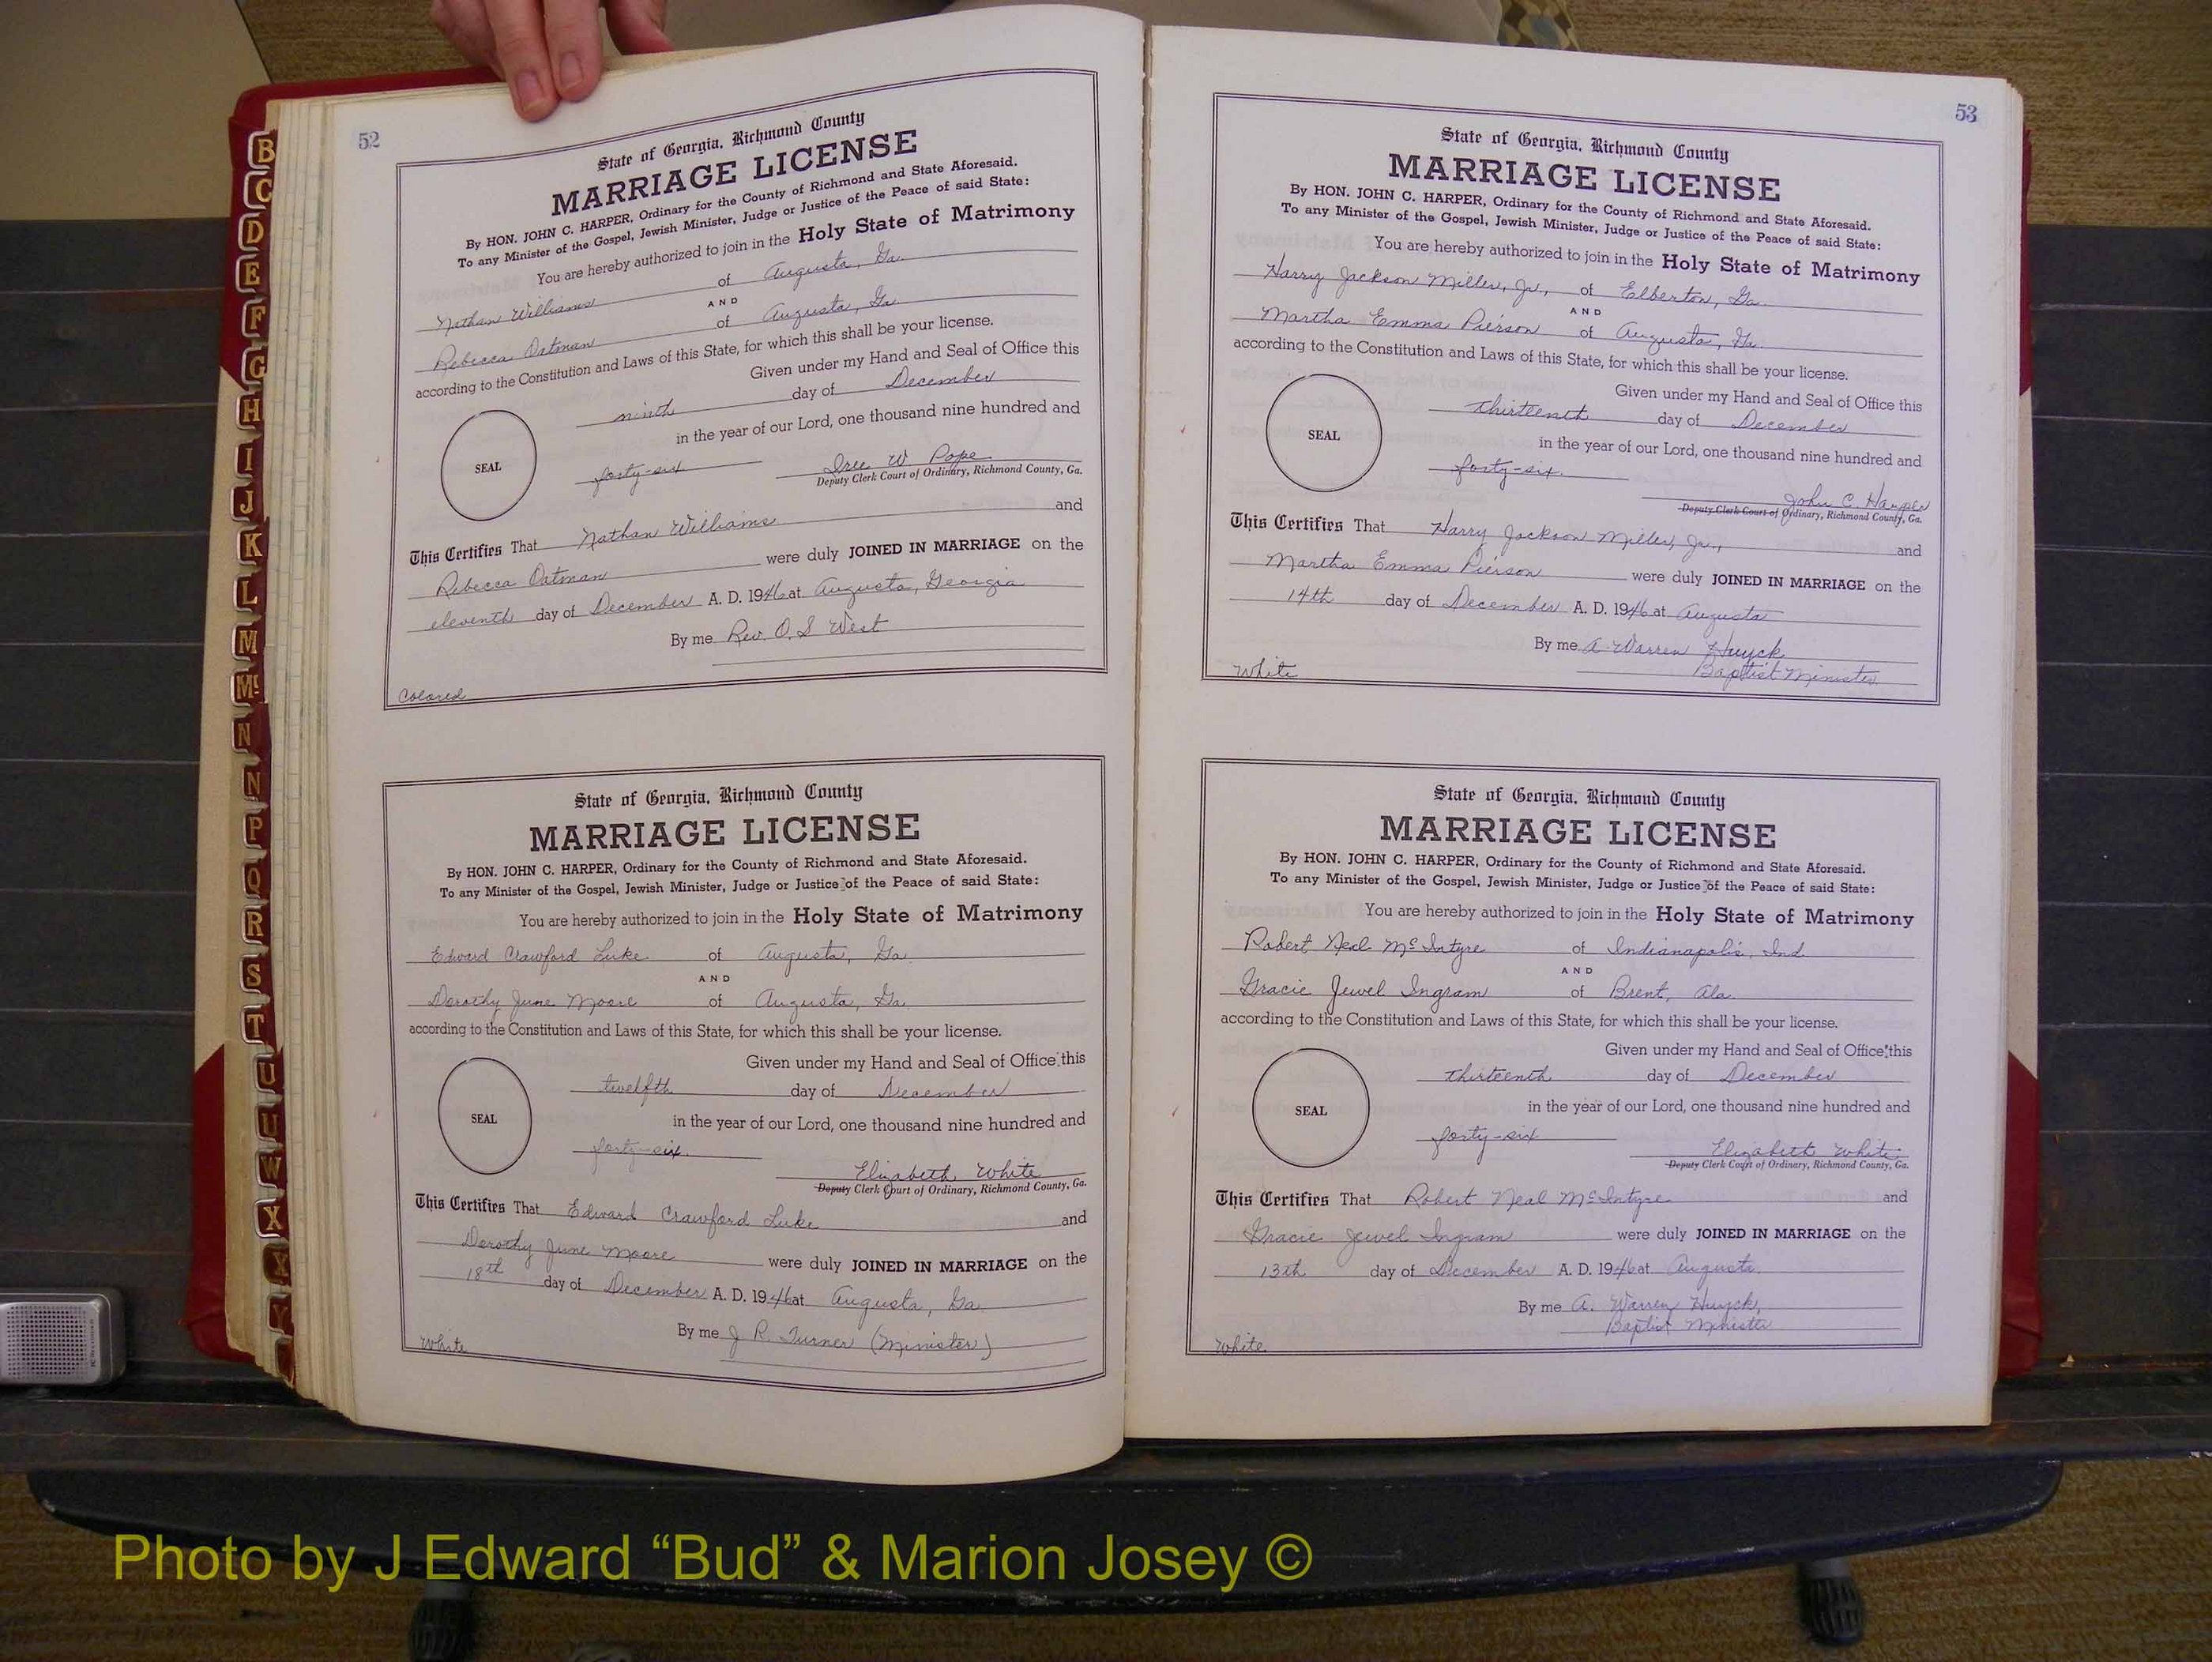 B
C
D
E
F
G
H
I
J
K
L
M
Mc
N
N
P
Q
R
S
T
U
U
W
X
X
Y
52
State of Georgia, Richmond County
MARRIAGE LICENSE
By HON. JOHN C. HARPER, Ordinary for the County of Richmond and State Aforesaid.
To any Minister of the Gospel, Jewish Minister, Judge or Justice of the Peace of said State:
You are hereby authorized to join in the Holy State of Matrimony
Nathan Williams of Augusta, Ga.
AND
Rebecca Oatman of Augusta, Ga.
according to the Constitution and Laws of this State, for which this shall be your license.
Given under my Hand and Seal of Office this
ninth day of December
in the year of our Lord, one thousand nine hundred and
SEAL
forty-six W Pope
Deputy Clerk Court of Ordinary, Richmond County, Ga.
This Certifies That Nathan Williams and
Rebecca Oatman were duly JOINED IN MARRIAGE on the
eleventh day of December A. D. 1946 at Augusta, Georgia
By me Rev. O. S West
Colored
State of Georgia, Richmond County
MARRIAGE LICENSE
By HON. JOHN C. HARPER, Ordinary for the County of Richmond and State Aforesaid.
To any Minister of the Gospel, Jewish Minister, Judge or Justice of the Peace of said State:
You are hereby authorized to join in the Holy State of Matrimony
Edward Crawford Luke of Augusta, Ga.
AND
Dorothy June Moore of Augusta, Ga.
according to the Constitution and Laws of this State, for which this shall be your license.
Given under my Hand and Seal of Office this
twelfth day of December
SEAL
in the year of our Lord, one thousand nine hundred and
forty-six. Elizabeth White
Deputy Clerk Court of Ordinary, Richmond County, Ga.
This Certifies That Edward Crawford Luke and
Dorothy June Moore were duly JOINED IN MARRIAGE on the
18th day of December A. D. 1946 at Augusta, Ga.
By me J R. Turner (Minister)
White
53
State of Georgia, Richmond County
MARRIAGE LICENSE
By HON. JOHN C. HARPER, Ordinary for the County of Richmond and State Aforesaid.
To any Minister of the Gospel, Jewish Minister, Judge or Justice of the Peace of said State:
You are hereby authorized to join in the Holy State of Matrimony
Harry Jackson Miller, Jr., of Elberton, Ga.
AND
Martha Emma Pierson of Augusta, Ga.
according to the Constitution and Laws of this State, for which this shall be your license.
Given under my Hand and Seal of Office this
thirteenth day of December
SEAL
in the year of our Lord, one thousand nine hundred and
forty-six. John C. Harper
Deputy Clerk Court of Ordinary, Richmond County, Ga.
This Certifies That Harry Jackson Miller, Jr., and
Martha Emma Pierson were duly JOINED IN MARRIAGE on the
14th day of December A. D. 1946 at Augusta
By me A. Warren Huyck
Baptist Minister.
White
State of Georgia, Richmond County
MARRIAGE LICENSE
By HON. JOHN C. HARPER, Ordinary for the County of Richmond and State Aforesaid.
To any Minister of the Gospel, Jewish Minister, Judge or Justice of the Peace of said State:
You are hereby authorized to join in the Holy State of Matrimony
Robert Neal McIntyre of Indianapolis, Ind.
AND
Gracie Jewel Ingram of Brent, Ala.
according to the Constitution and Laws of this State, for which this shall be your license.
Given under my Hand and Seal of Office this
thirteenth day of December
SEAL
in the year of our Lord, one thousand nine hundred and
forty-six Elizabeth White
Deputy Clerk Court of Ordinary, Richmond County, Ga.
This Certifies That Robert Neal McIntyre and
Gracie Jewel Ingram were duly JOINED IN MARRIAGE on the
13th day of December A. D. 1946 at Augusta
By me A. Warren Huyck,
Baptist Minister
White
Photo by J Edward “Bud” & Marion Josey ©